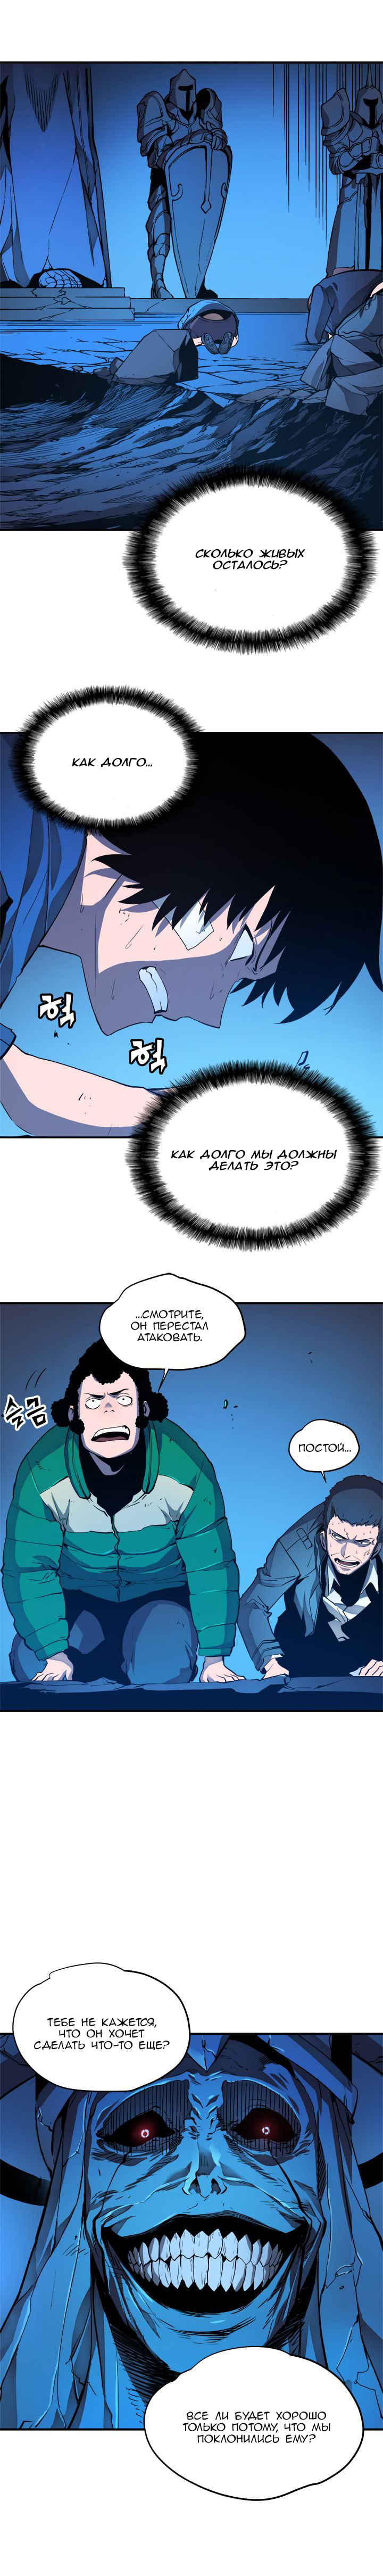 СКОЛЬКО ЖИВЫХ
ОСТАЛОСЬ?
КАК ДОЛГО...
헉
헉
КАК ДОЛГО МЫ ДОЛЖНЫ
ДЕЛАТЬ ЭТО?
...СМОТРИТЕ,
ОН ПЕРЕСТАЛ
АТАКОВАТЬ.
슬금
ПОСТОЙ...
ТЕБЕ НЕ КАЖЕТСЯ,
ЧТО ОН ХОЧЕТ
СДЕЛАТЬ ЧТО-ТО ЕЩЕ?
ВСЕ ЛИ БУДЕТ ХОРОШО
ТОЛЬКО ПОТОМУ, ЧТО МЫ
ПОКЛОНИЛИСЬ ЕМУ?